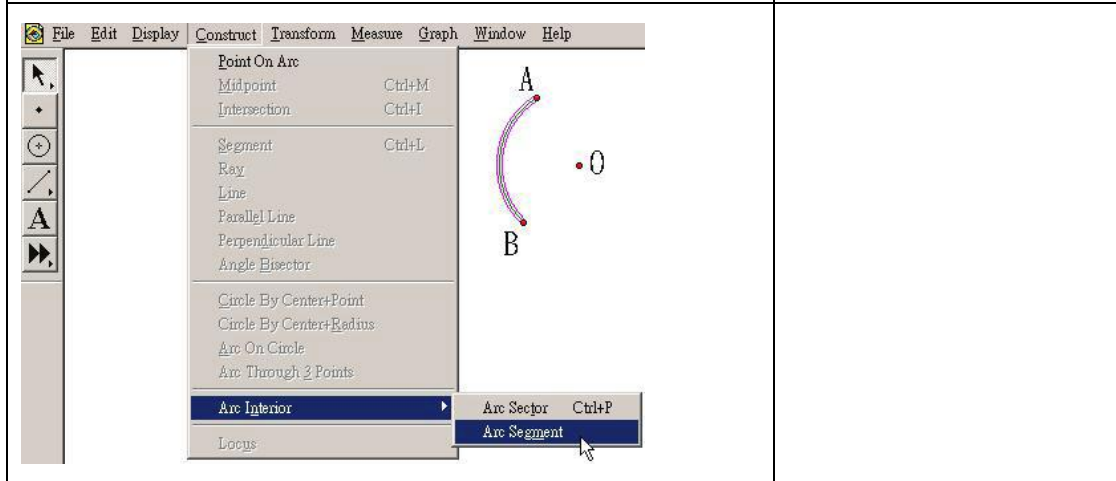 File Edit Display Construct Transform Measure Graph Window Help
Point On Arc
Midpoint Ctrl+M
Intersection Ctrl+I
Segment Ctrl+L
Ray
Line
Parallel Line
Perpendicular Line
Angle Bisector
Circle By Center+Point
Circle By Center+Radius
Arc On Circle
Arc Through 3 Points
Arc Interior
Locus
Arc Sector Ctrl+P
Arc Segment
A
A
O
B